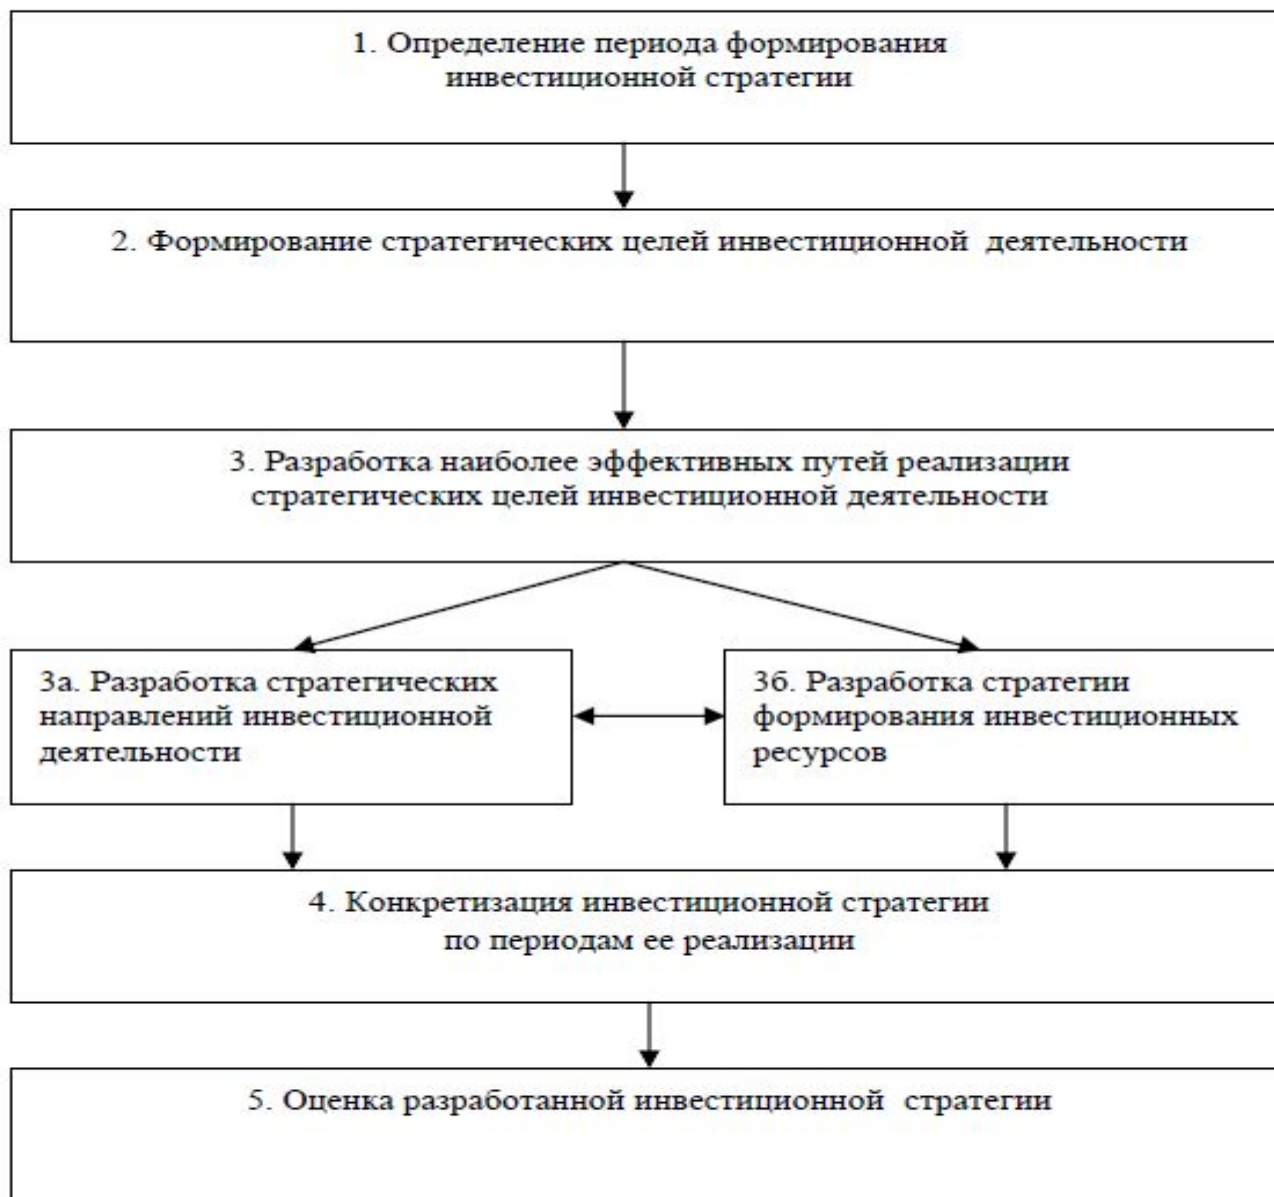 1. Определение периода формирования
инвестиционной стратегии
2. Формирование стратегических целей инвестиционной деятельности
3. Разработка наиболее эффективных путей реализации
стратегических целей инвестиционной деятельности
3а. Разработка стратегических
направлений инвестиционной
деятельности
3б. Разработка стратегии
формирования инвестиционных
ресурсов
4. Конкретизация инвестиционной стратегии
по периодам ее реализации
5. Оценка разработанной инвестиционной стратегии